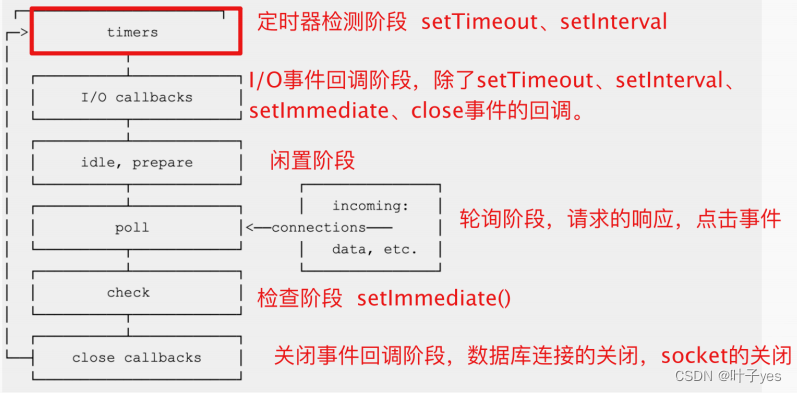 timers
定时器检测阶段 setTimeout、setInterval
I/O callbacks
I/O事件回调阶段，除了setTimeout、setInterval、
setImmediate、close事件的回调。
idle, prepare
闲置阶段
incoming:
poll
connections
data, etc.
轮询阶段，请求的响应，点击事件
check
检查阶段 setImmediate()
close callbacks
关闭事件回调阶段，数据库连接的关闭，socket的关闭
CSDN @叶子yes